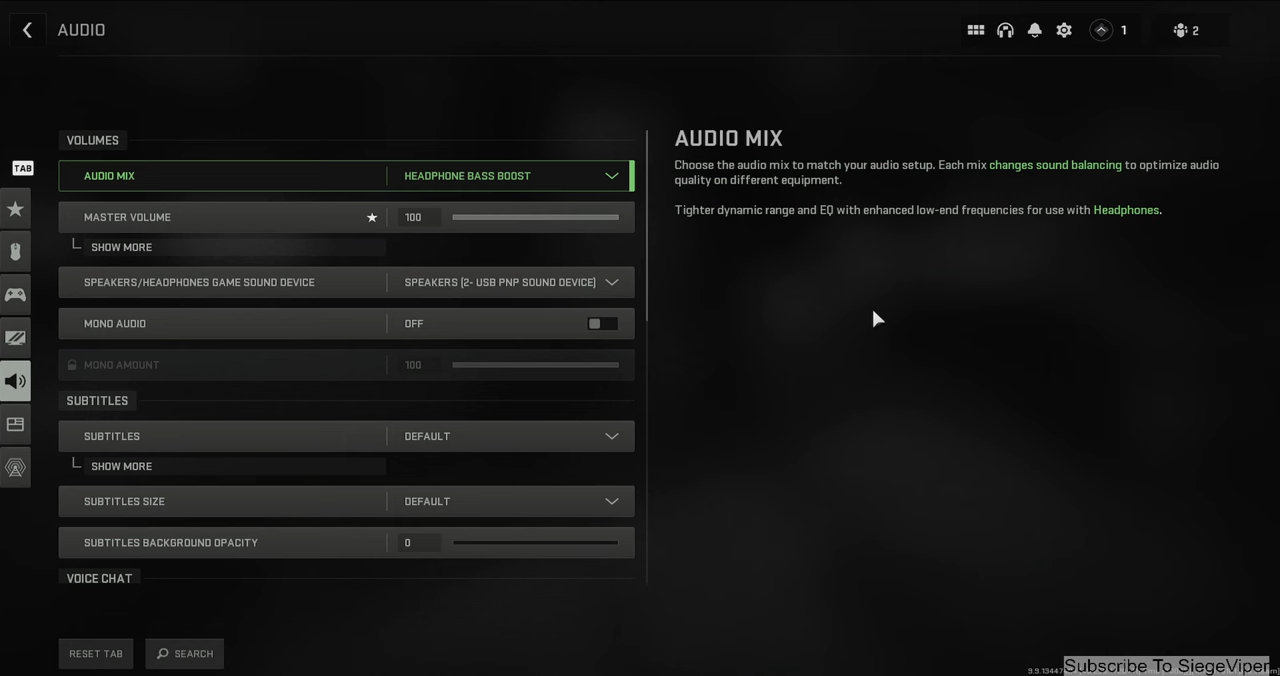 AUDIO
1
2
VOLUMES
TAB
AUDIO MIX
HEADPHONE BASS BOOST
MASTER VOLUME
100
SHOW MORE
SPEAKERS/HEADPHONES GAME SOUND DEVICE
SPEAKERS [2- USB PNP SOUND DEVICE]
MONO AUDIO
OFF
MONO AMOUNT
100
SUBTITLES
SUBTITLES
DEFAULT
SHOW MORE
SUBTITLES SIZE
DEFAULT
SUBTITLES BACKGROUND OPACITY
0
VOICE CHAT
RESET TAB
SEARCH
AUDIO MIX
Choose the audio mix to match your audio setup. Each mix changes sound balancing to optimize audio
quality on different equipment.
Tighter dynamic range and EQ with enhanced low-end frequencies for use with Headphones.
9.9.13447
Subscribe To SiegeViper